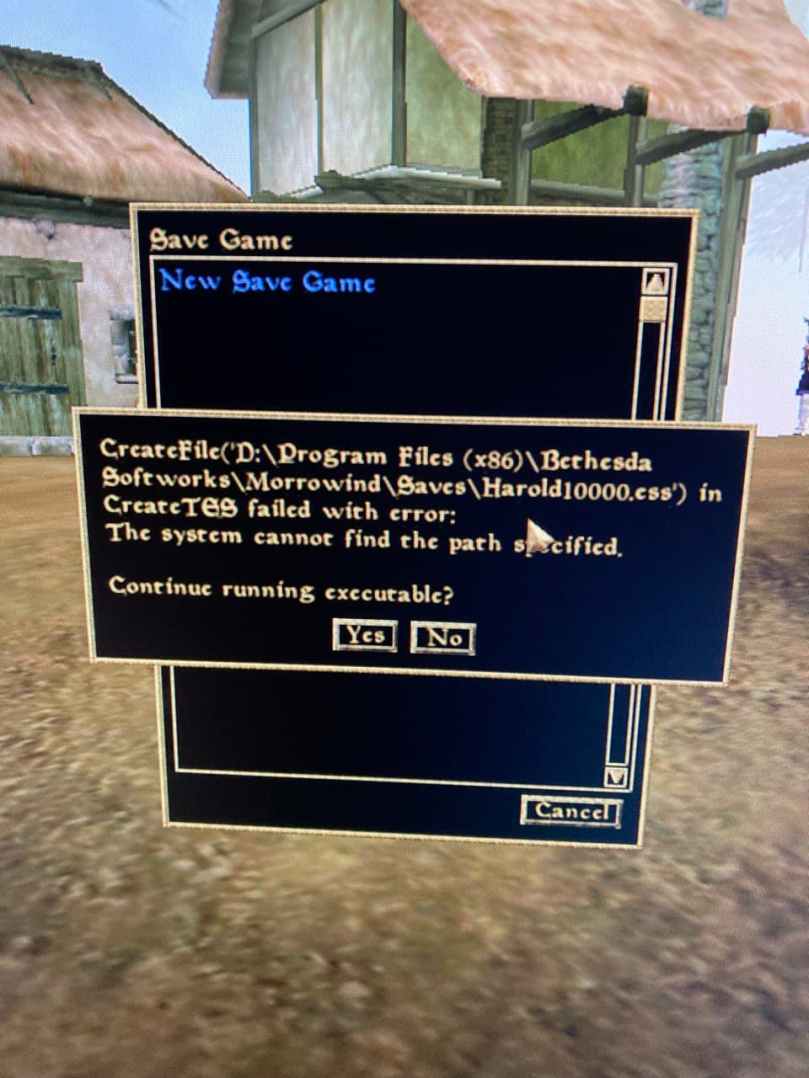 Save Game
New Save Game
CreateFile('D:\Program Files (x86)\Bethesda
Softworks\Morrowind\Saves\Harold10000.ess') in
CreateTES failed with error:
The system cannot find the path specified.
Continue running executable?
Yes No
Cancel